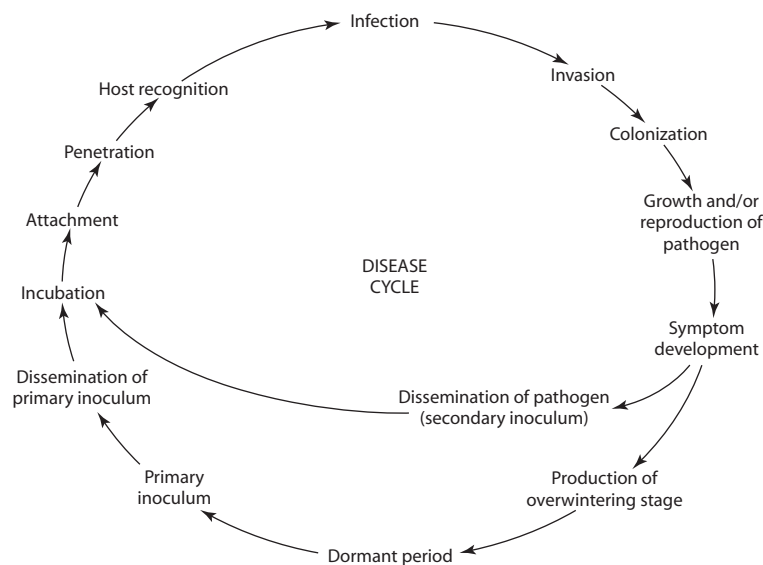 Infection
Invasion
Colonization
Growth and/or
reproduction of
pathogen
Symptom
development
Dissemination of pathogen
(secondary inoculum)
Production of
overwintering stage
Dormant period
Primary
inoculum
Dissemination of
primary inoculum
Incubation
Attachment
Penetration
Host recognition
DISEASE
CYCLE